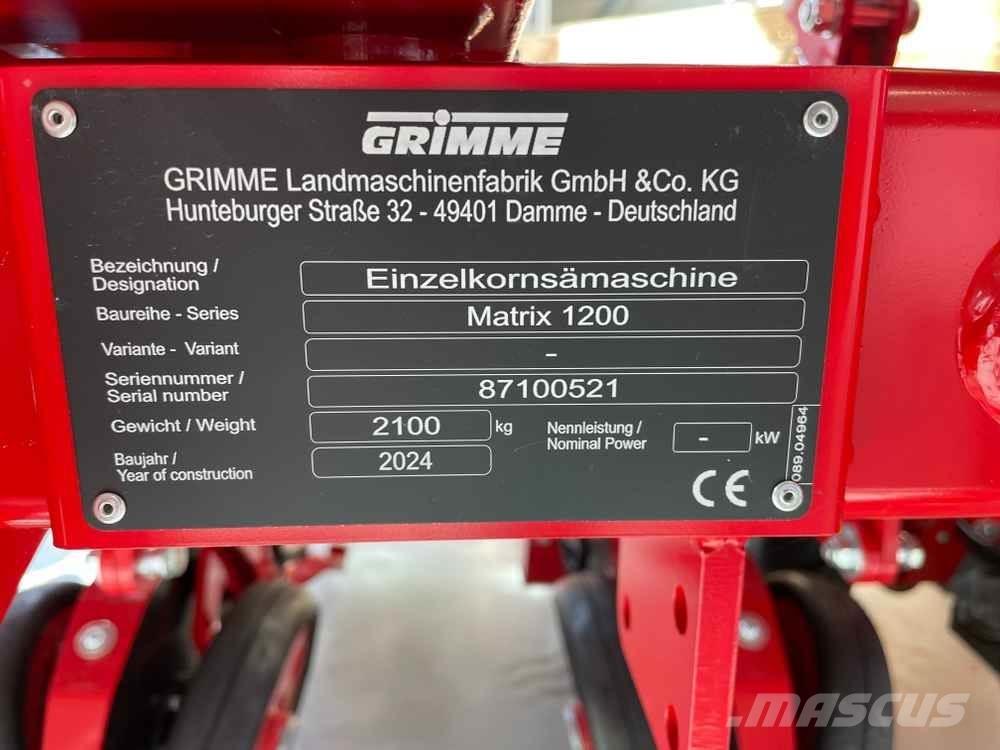 GRIMME
GRIMME Landmaschinenfabrik GmbH &Co. KG
Hunteburger Straße 32 - 49401 Damme - Deutschland
Bezeichnung /
Designation
Einzelkornsämaschine
Baureihe - Series
Matrix 1200
Variante - Variant
-
Seriennummer /
Serial number
87100521
Gewicht / Weight
2100 kg
Nennleistung /
Nominal Power
- kW
Baujahr /
Year of construction
2024
CE
089.04964
MASCUS